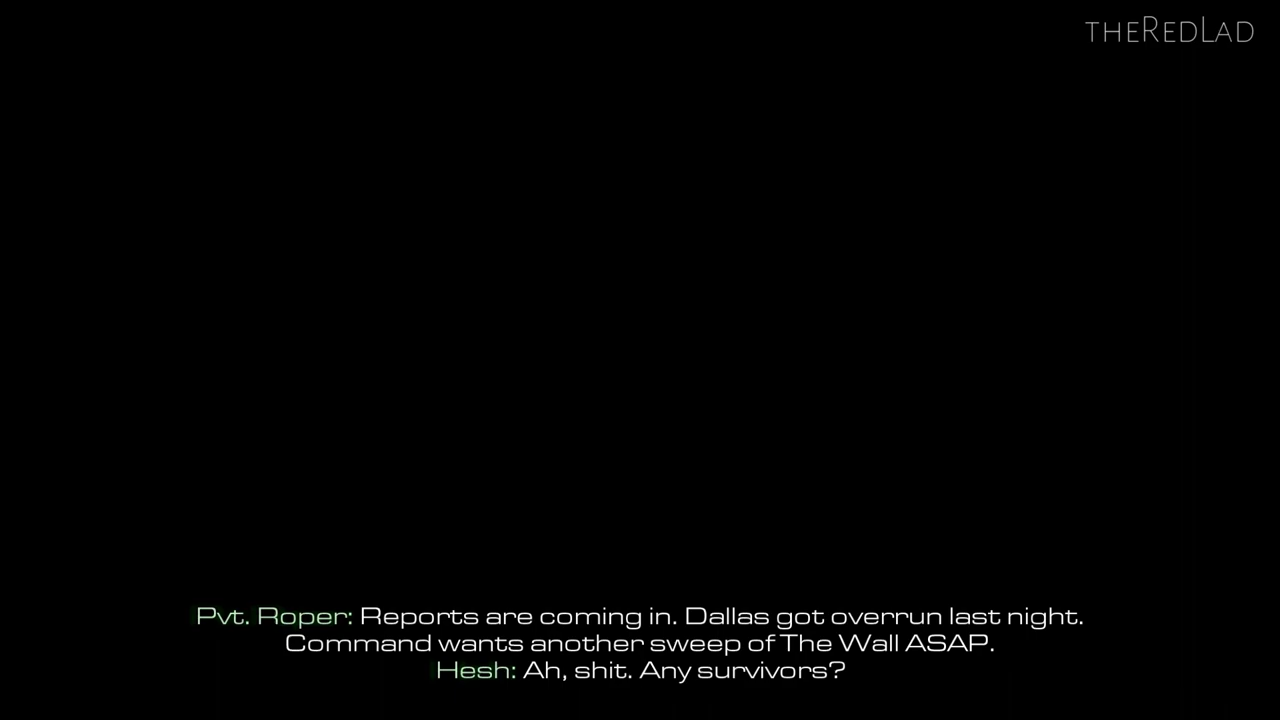 THEREDLAD
Pvt. Roper: Reports are coming in. Dallas got overrun last night.
Command wants another sweep of The Wall ASAP.
Hesh: Ah, shit. Any survivors?